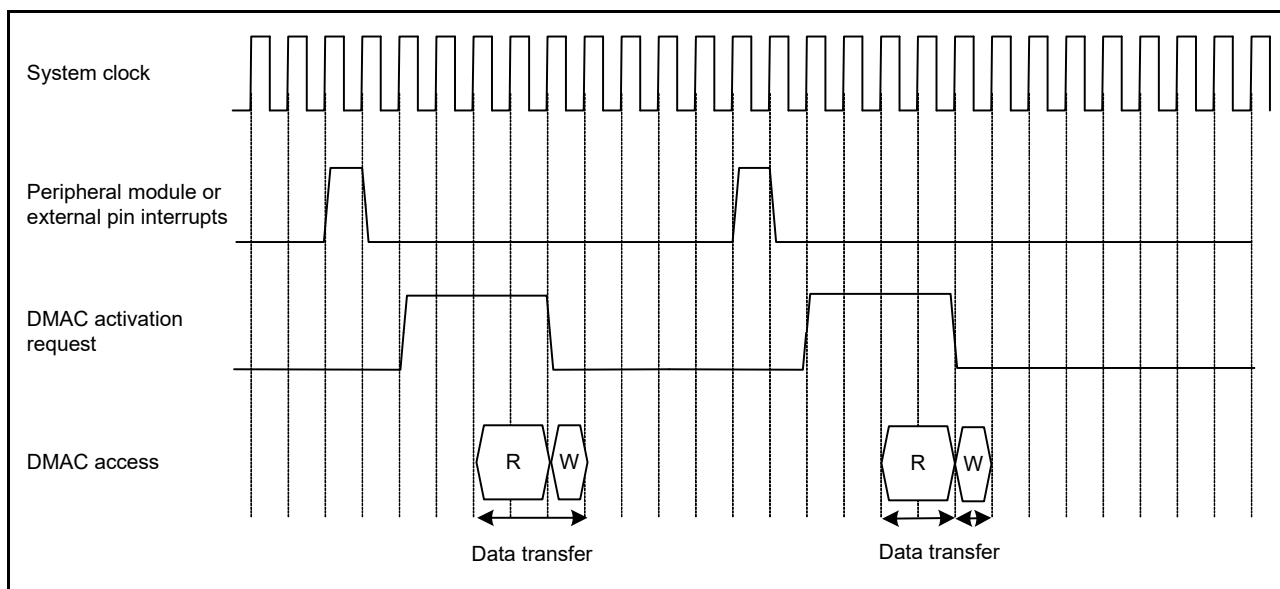 System clock
Peripheral module or
external pin interrupts
DMAC activation
request
DMAC access
R
W
R
W
Data transfer
Data transfer